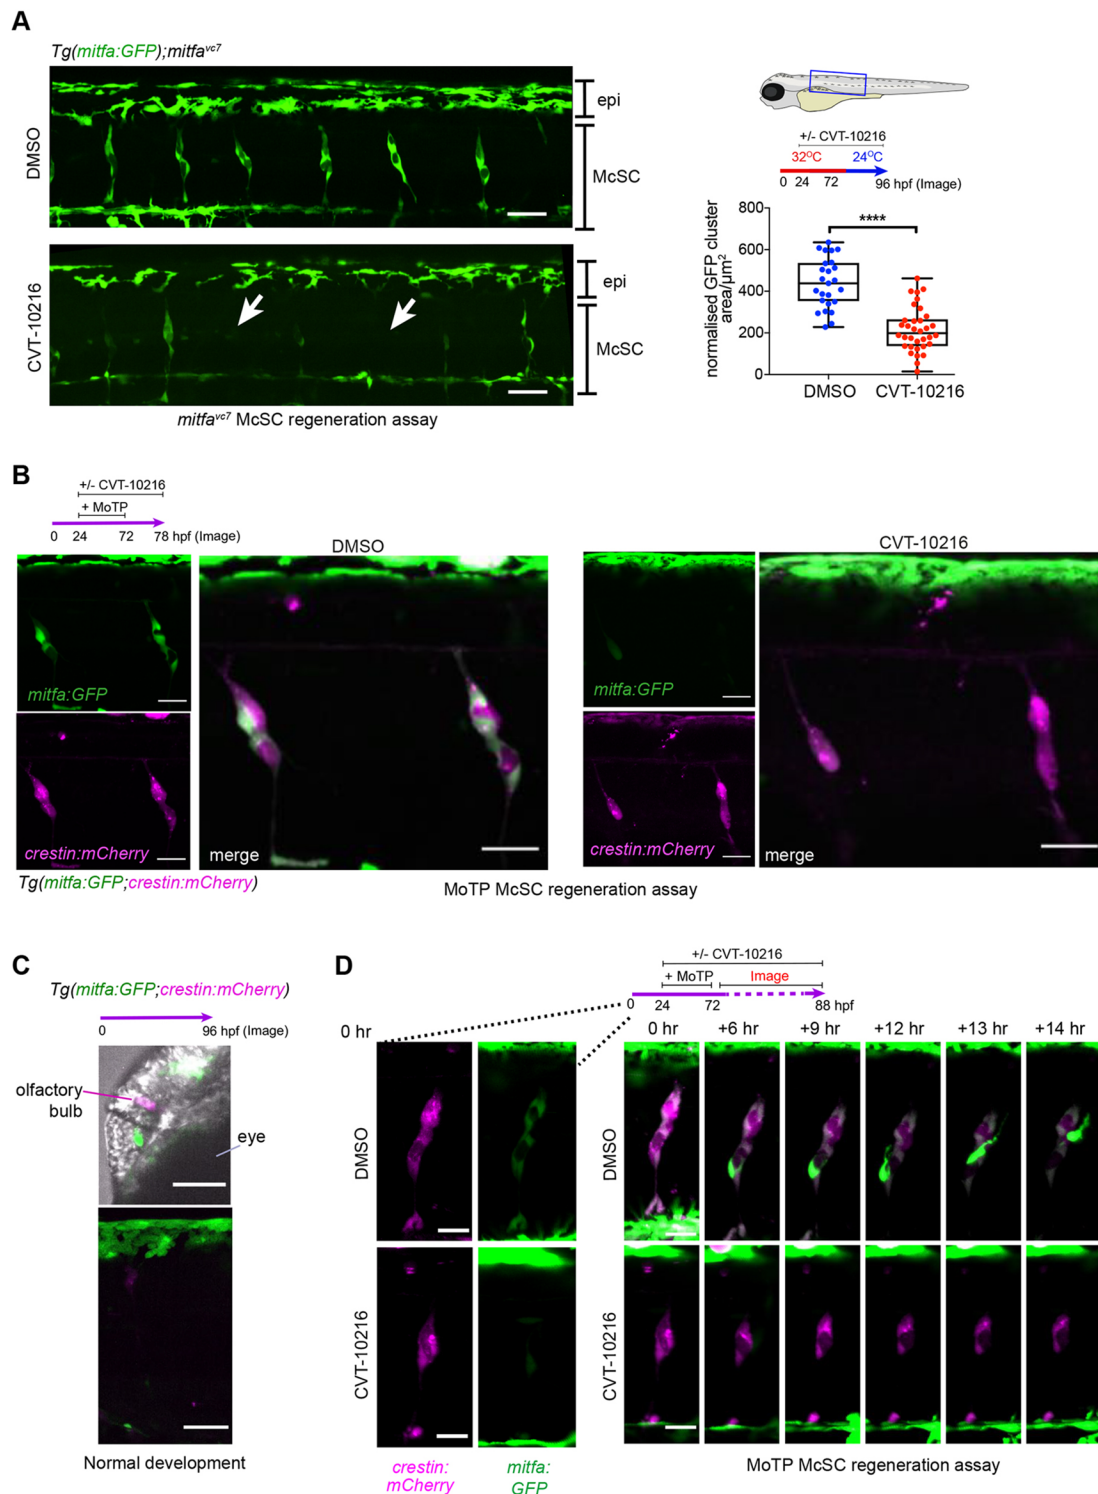 A
Tg(mitfa:GFP);mitfavc7
DMSO
epi
McSC
CVT-10216
epi
McSC
mitfavc7 McSC regeneration assay
+/- CVT-10216
32oC 24oC
0 24 72 96 hpf (Image)
normalised GFP cluster
area/µm2
800
600
400
200
0
****
DMSO CVT-10216
B
+/- CVT-10216
+ MoTP
0 24 72 78 hpf (Image)
DMSO
CVT-10216
mitfa:GFP
crestin:mCherry
merge
mitfa:GFP
crestin:mCherry
merge
Tg(mitfa:GFP;crestin:mCherry)
MoTP McSC regeneration assay
C
Tg(mitfa:GFP;crestin:mCherry)
0 96 hpf (Image)
olfactory
bulb
eye
Normal development
D
+/- CVT-10216
+ MoTP Image
0 24 72 88 hpf
0 hr
0 hr +6 hr +9 hr +12 hr +13 hr +14 hr
DMSO
DMSO
CVT-10216
CVT-10216
crestin:
mCherry
mitfa:
GFP
MoTP McSC regeneration assay